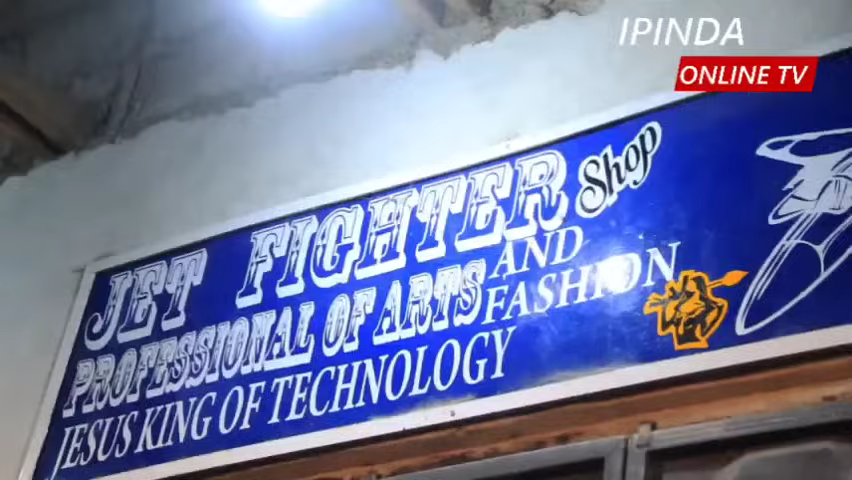 IPINDA
ONLINE TV
JET FIGHTER Shop
PROFESSIONAL OF ARTS AND FASHION
JESUS KING OF TECHNOLOGY